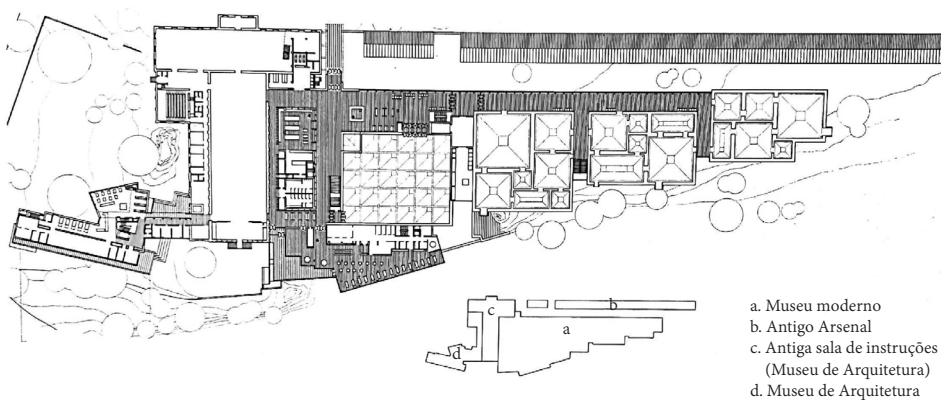 c
b
a
d
a. Museu moderno
b. Antigo Arsenal
c. Antiga sala de instruções
(Museu de Arquitetura)
d. Museu de Arquitetura